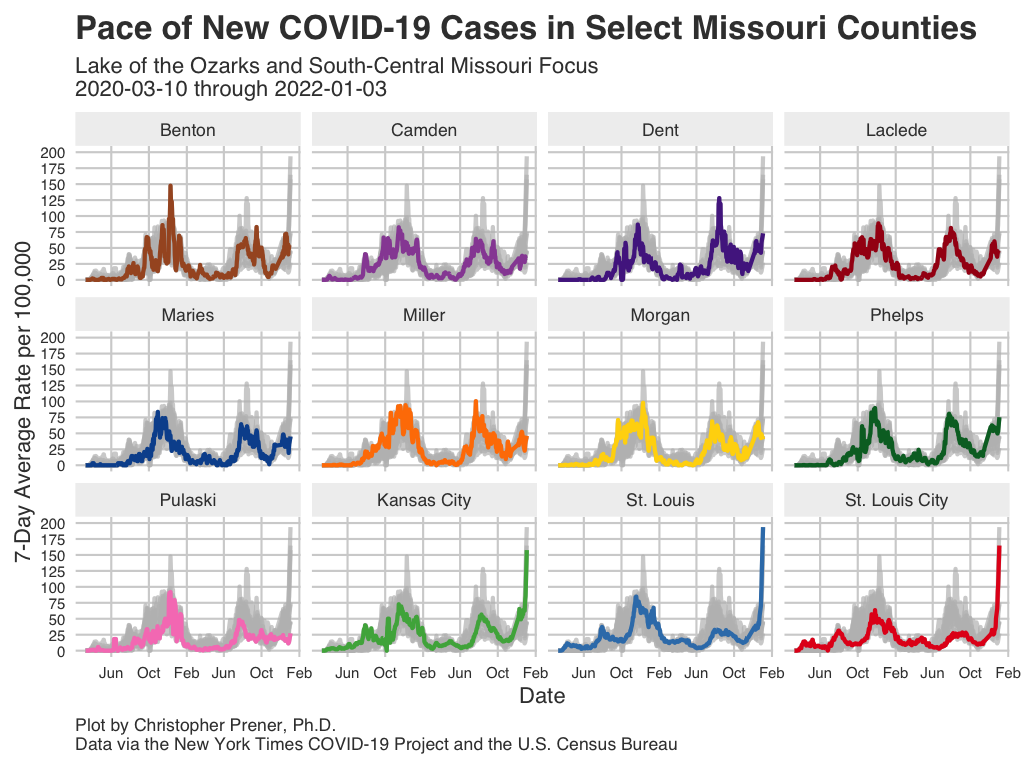 Pace of New COVID-19 Cases in Select Missouri Counties
Lake of the Ozarks and South-Central Missouri Focus
2020-03-10 through 2022-01-03
Benton Camden Dent Laclede
200
175
150
125
100
75
50
25
0
Maries Miller Morgan Phelps
200
175
150
125
100
75
50
25
0
Pulaski Kansas City St. Louis St. Louis City
200
175
150
125
100
75
50
25
0
7-Day Average Rate per 100,000
Jun Oct Feb Jun Oct Feb Jun Oct Feb Jun Oct Feb Jun Oct Feb Jun Oct Feb Jun Oct Feb Jun Oct Feb
Date
Plot by Christopher Prener, Ph.D.
Data via the New York Times COVID-19 Project and the U.S. Census Bureau